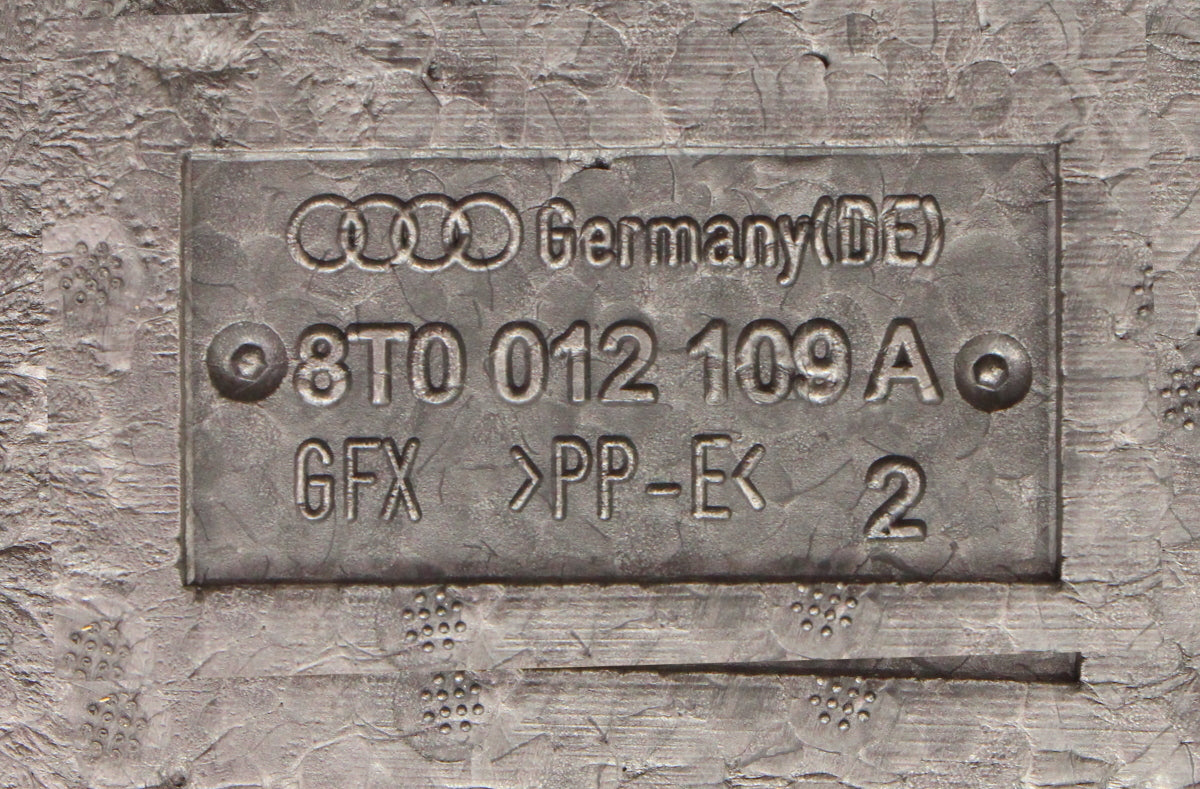 Germany(DE)
8T0 012 109 A
GFX >PP-E< 2